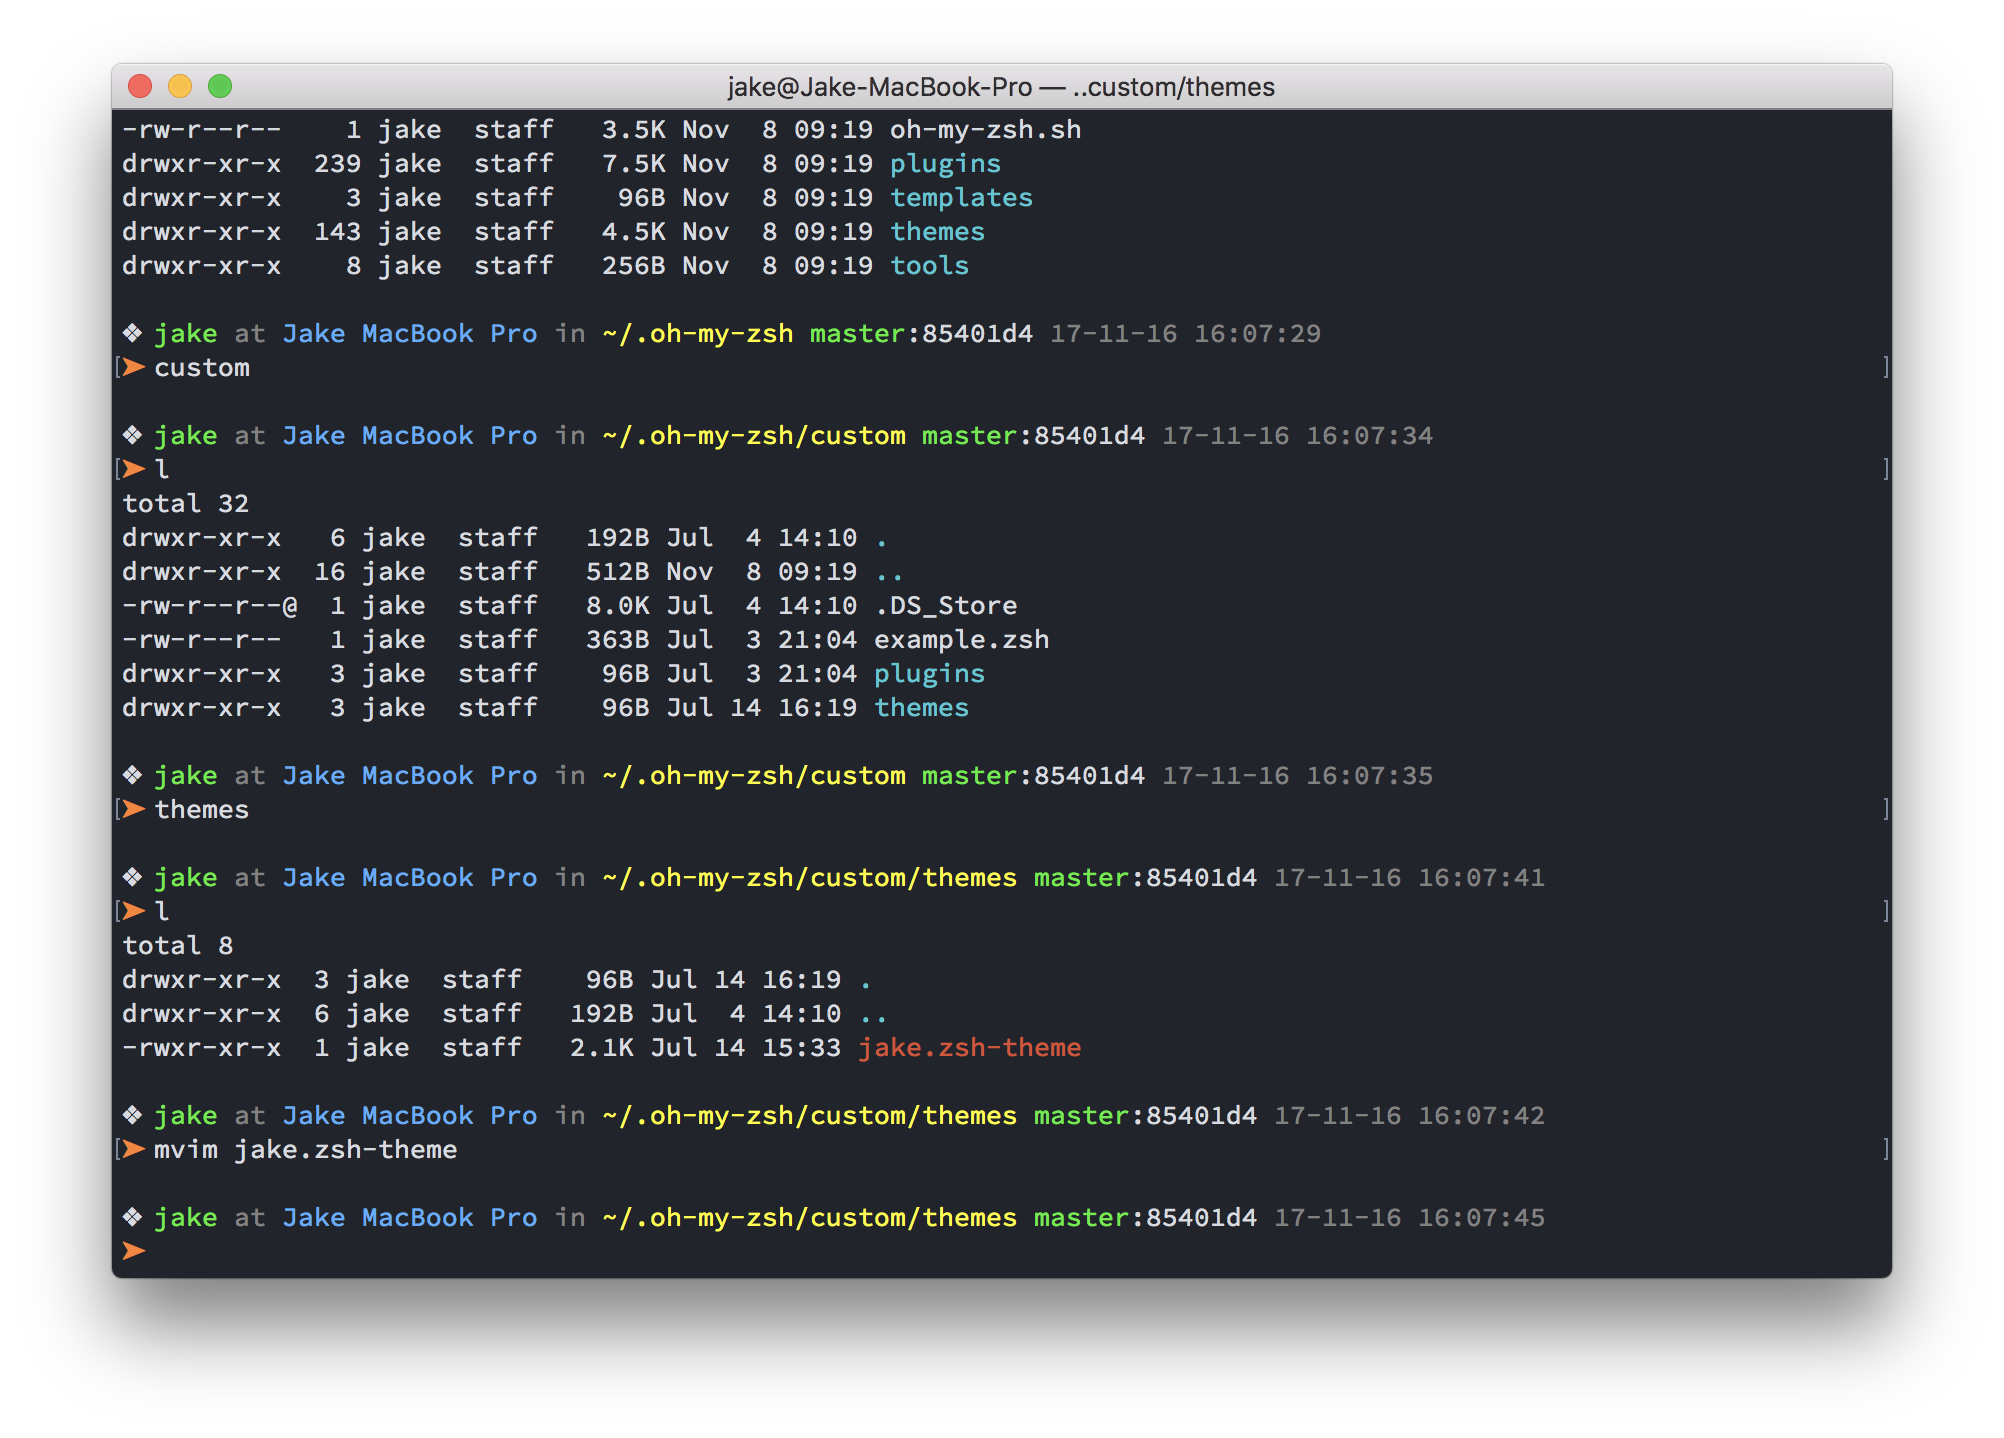 jake@Jake-MacBook-Pro — ..custom/themes
-rw-r--r--    1 jake  staff   3.5K Nov  8 09:19 oh-my-zsh.sh
drwxr-xr-x  239 jake  staff   7.5K Nov  8 09:19 plugins
drwxr-xr-x    3 jake  staff    96B Nov  8 09:19 templates
drwxr-xr-x  143 jake  staff   4.5K Nov  8 09:19 themes
drwxr-xr-x    8 jake  staff   256B Nov  8 09:19 tools
❖ jake at Jake MacBook Pro in ~/.oh-my-zsh master:85401d4 17-11-16 16:07:29
[➤ custom ]
❖ jake at Jake MacBook Pro in ~/.oh-my-zsh/custom master:85401d4 17-11-16 16:07:34
[➤ l ]
total 32
drwxr-xr-x   6 jake  staff   192B Jul  4 14:10 .
drwxr-xr-x  16 jake  staff   512B Nov  8 09:19 ..
-rw-r--r--@  1 jake  staff   8.0K Jul  4 14:10 .DS_Store
-rw-r--r--   1 jake  staff   363B Jul  3 21:04 example.zsh
drwxr-xr-x   3 jake  staff    96B Jul  3 21:04 plugins
drwxr-xr-x   3 jake  staff    96B Jul 14 16:19 themes
❖ jake at Jake MacBook Pro in ~/.oh-my-zsh/custom master:85401d4 17-11-16 16:07:35
[➤ themes ]
❖ jake at Jake MacBook Pro in ~/.oh-my-zsh/custom/themes master:85401d4 17-11-16 16:07:41
[➤ l ]
total 8
drwxr-xr-x  3 jake  staff    96B Jul 14 16:19 .
drwxr-xr-x  6 jake  staff   192B Jul  4 14:10 ..
-rwxr-xr-x  1 jake  staff   2.1K Jul 14 15:33 jake.zsh-theme
❖ jake at Jake MacBook Pro in ~/.oh-my-zsh/custom/themes master:85401d4 17-11-16 16:07:42
[➤ mvim jake.zsh-theme ]
❖ jake at Jake MacBook Pro in ~/.oh-my-zsh/custom/themes master:85401d4 17-11-16 16:07:45
➤